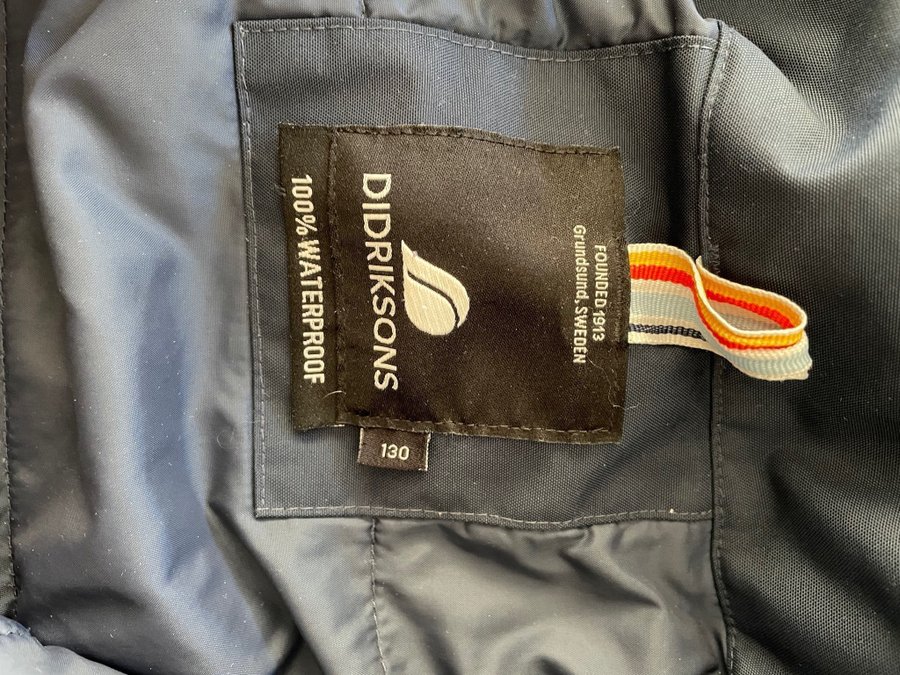 FOUNDED 1913
Grundsund, SWEDEN
DIDRIKSONS
100% WATERPROOF
130